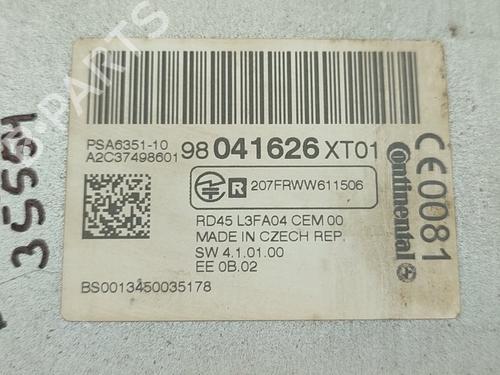 PSA6351-10
A2C37498601
98 041626 XT01
R 207FRWW611506
RD45 L3FA04 CEM 00
MADE IN CZECH REP.
SW 4.1.01.00
EE 0B.02
BS0013450035178
CE0081
Continental